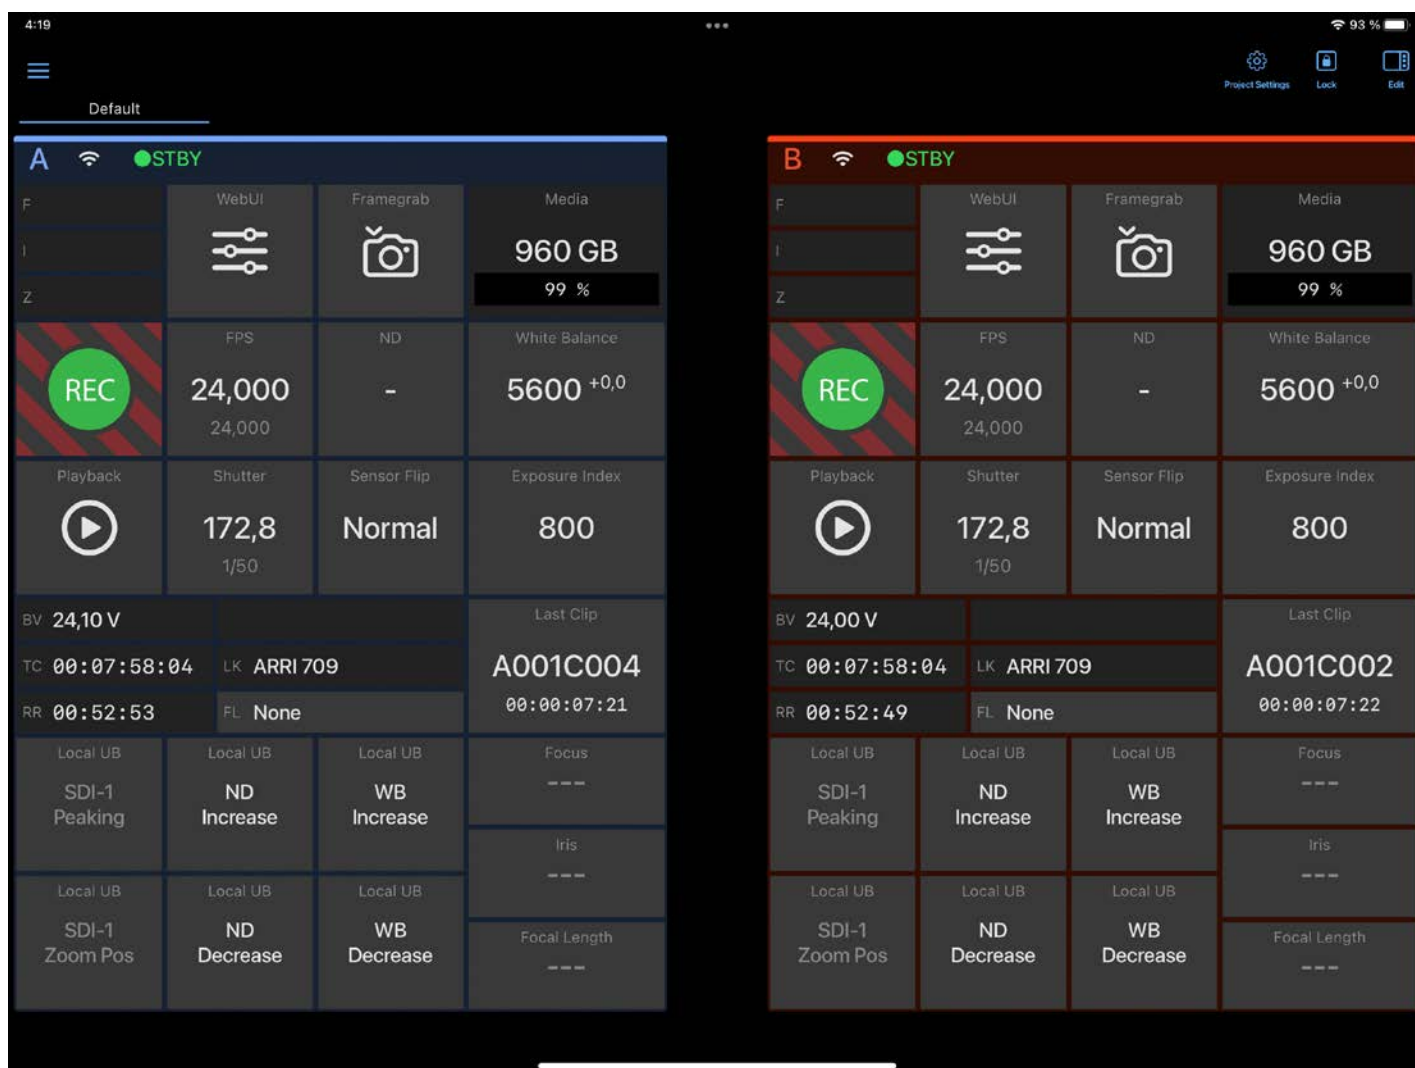 4:19
93 %
Project Settings
Lock
Edit
Default
A
STBY
F
I
Z
WebUI
Framegrab
Media
960 GB
99 %
REC
FPS
24,000
24,000
ND
-
White Balance
5600 +0,0
Playback
Shutter
172,8
1/50
Sensor Flip
Normal
Exposure Index
800
BV 24,10 V
TC 00:07:58:04
LK ARRI 709
RR 00:52:53
FL None
Last Clip
A001C004
00:00:07:21
Local UB
SDI-1
Peaking
Local UB
ND
Increase
Local UB
WB
Increase
Focus
---
Iris
---
Local UB
SDI-1
Zoom Pos
Local UB
ND
Decrease
Local UB
WB
Decrease
Focal Length
---
B
STBY
F
I
Z
WebUI
Framegrab
Media
960 GB
99 %
REC
FPS
24,000
24,000
ND
-
White Balance
5600 +0,0
Playback
Shutter
172,8
1/50
Sensor Flip
Normal
Exposure Index
800
BV 24,00 V
TC 00:07:58:04
LK ARRI 709
RR 00:52:49
FL None
Last Clip
A001C002
00:00:07:22
Local UB
SDI-1
Peaking
Local UB
ND
Increase
Local UB
WB
Increase
Focus
---
Iris
---
Local UB
SDI-1
Zoom Pos
Local UB
ND
Decrease
Local UB
WB
Decrease
Focal Length
---